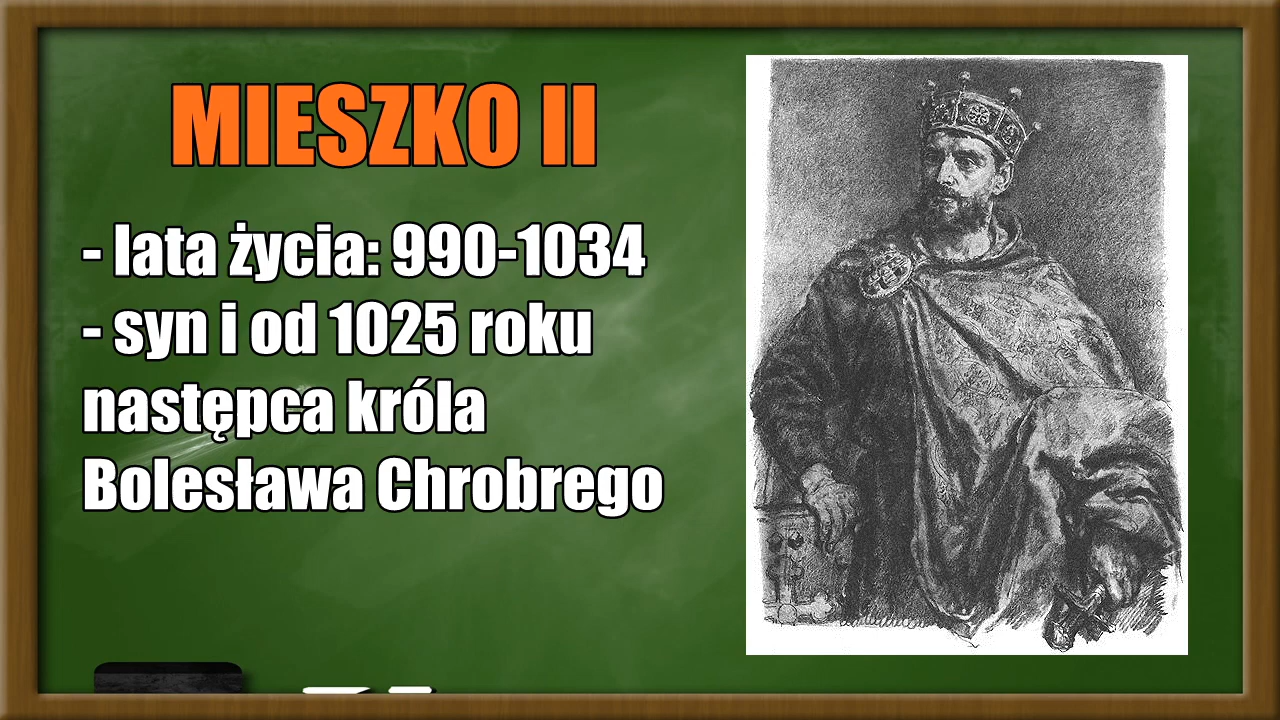 MIESZKO II
- lata życia: 990-1034
- syn i od 1025 roku
następca króla
Bolesława Chrobrego